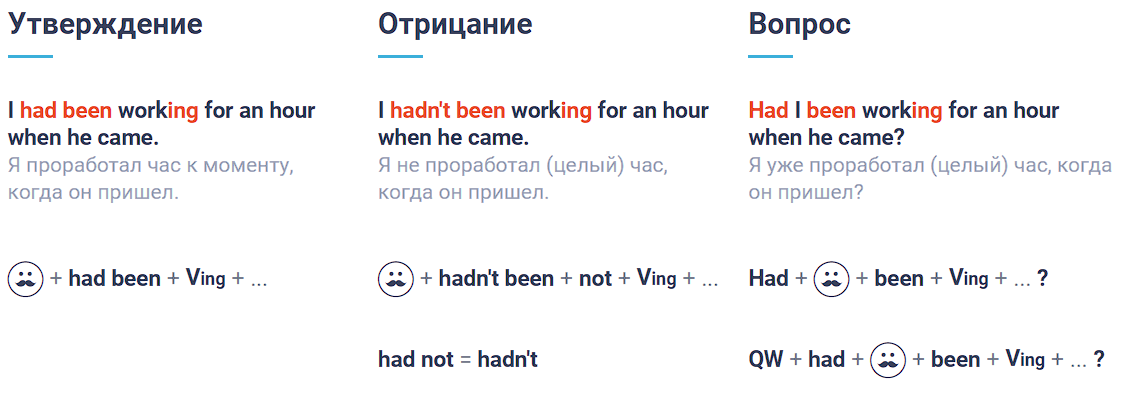 Утверждение
I had been working for an hour
when he came.
Я проработал час к моменту,
когда он пришел.
+ had been + Ving + ...
Отрицание
I hadn't been working for an hour
when he came.
Я не проработал (целый) час,
когда он пришел.
+ hadn't been + not + Ving + ...
had not = hadn't
Вопрос
Had I been working for an hour
when he came?
Я уже проработал (целый) час, когда
он пришел?
Had + + been + Ving + ... ?
QW + had + + been + Ving + ... ?